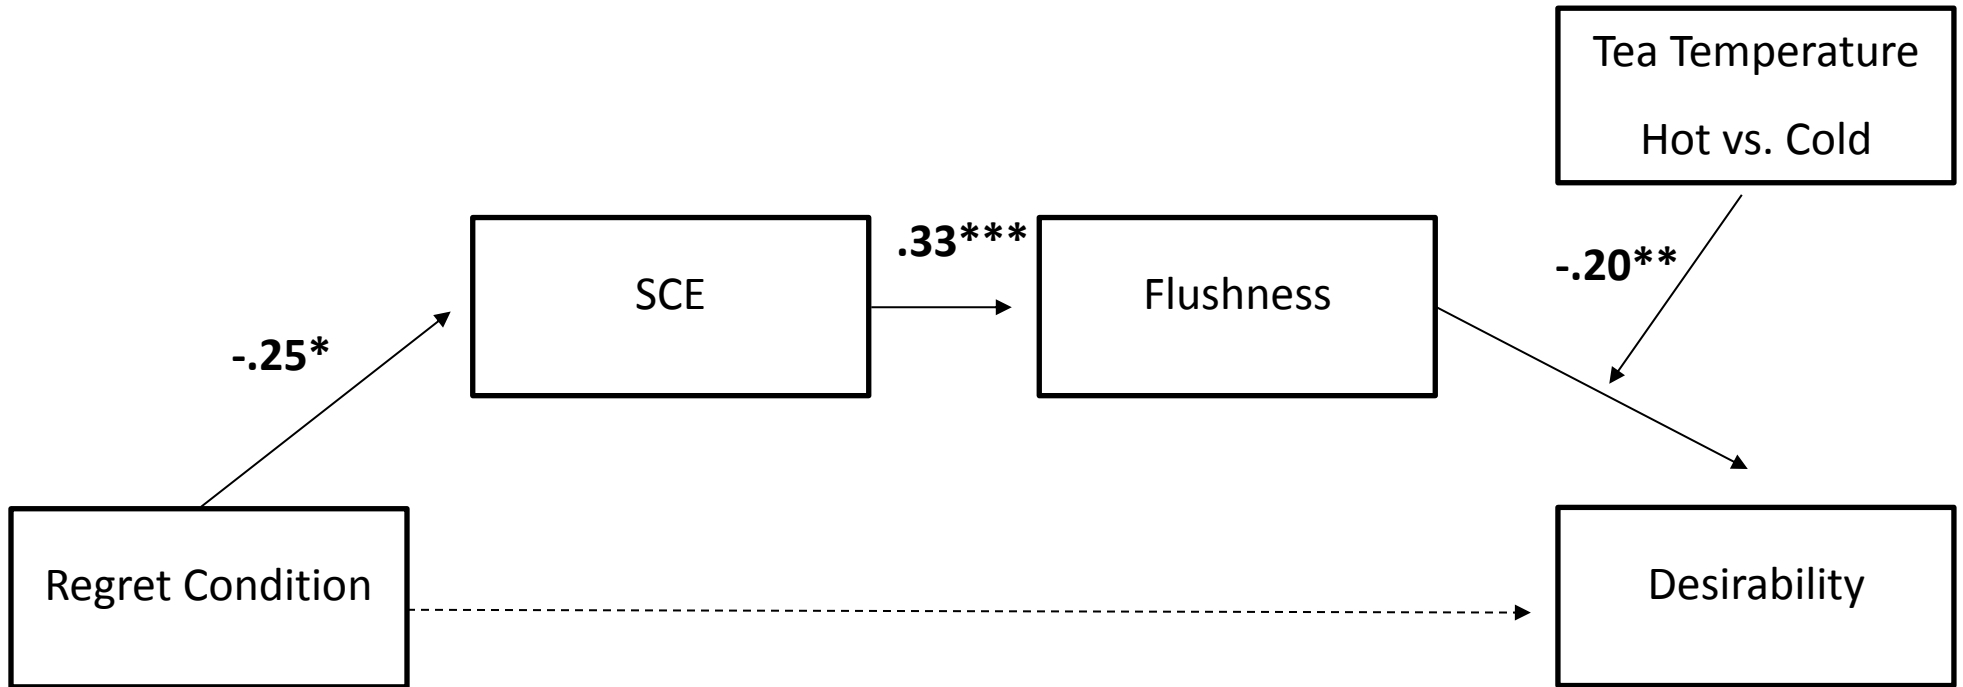 Tea Temperature
Hot vs. Cold
.33***
-.20**
SCE
Flushness
-.25*
Regret Condition
Desirability